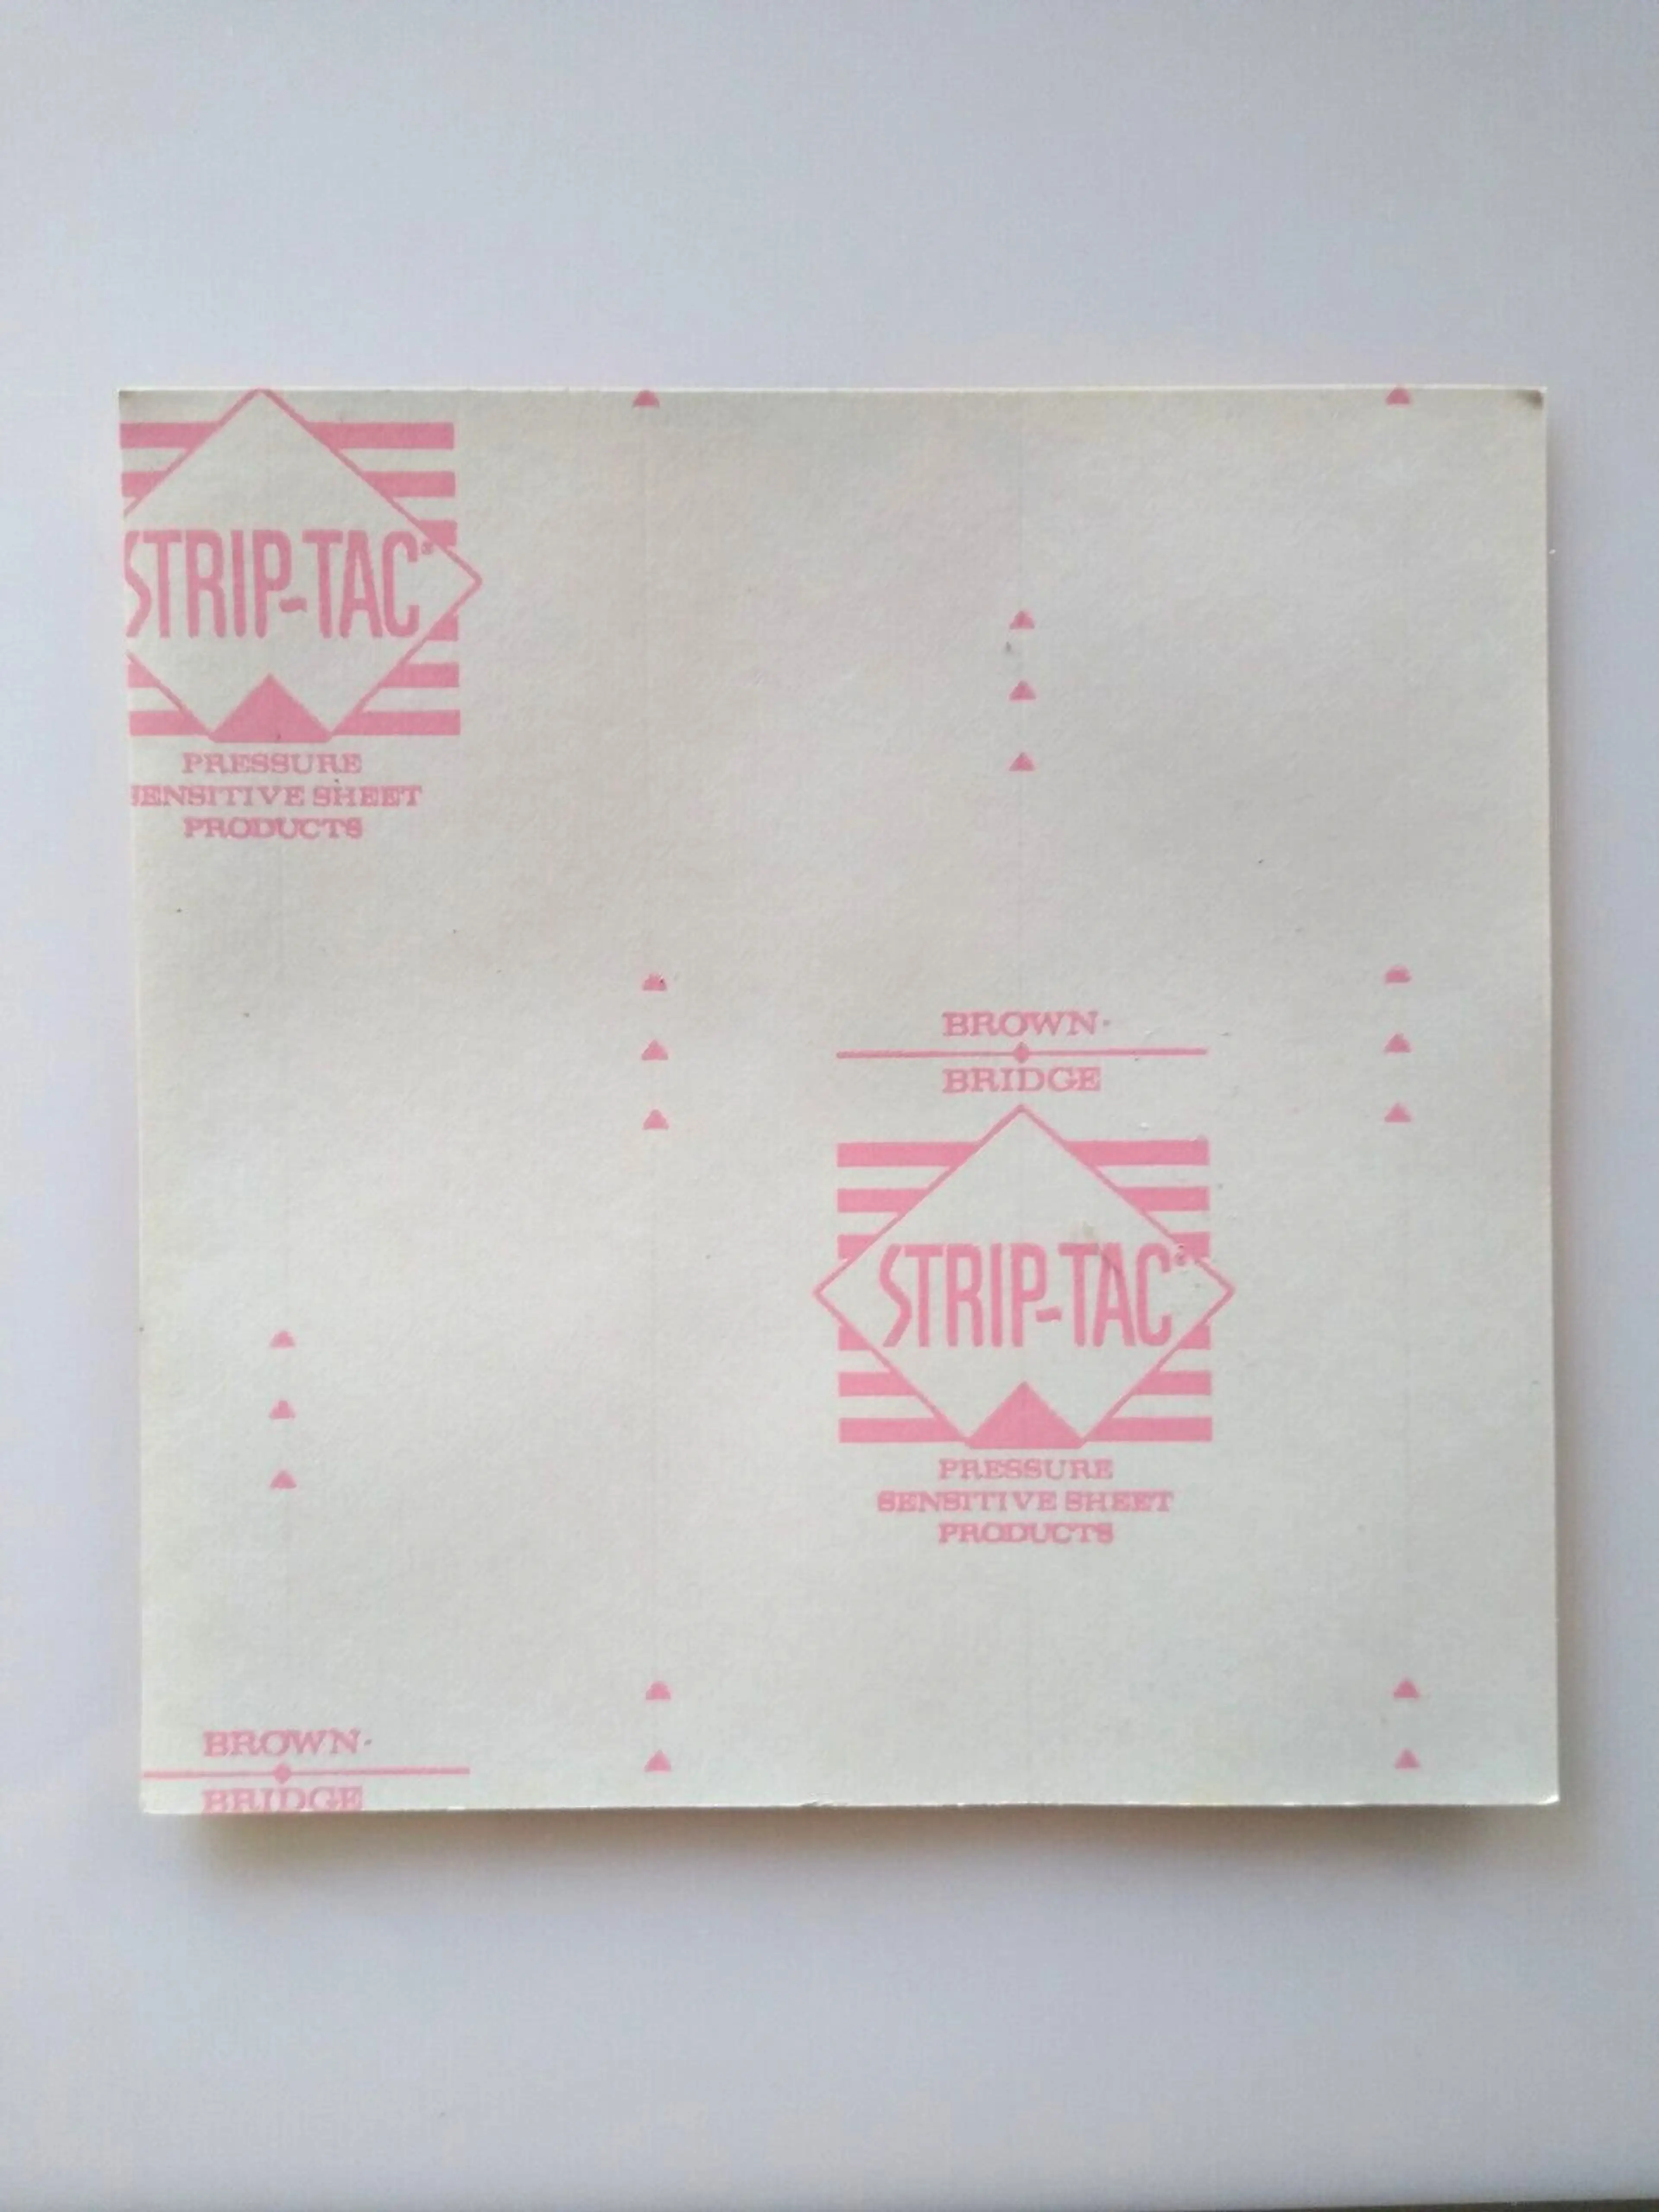 STRIP-TAC
PRESSURE
SENSITIVE SHEET
PRODUCTS
BROWN-
BRIDGE
STRIP-TAC
PRESSURE
SENSITIVE SHEET
PRODUCTS
BROWN-
BRIDGE